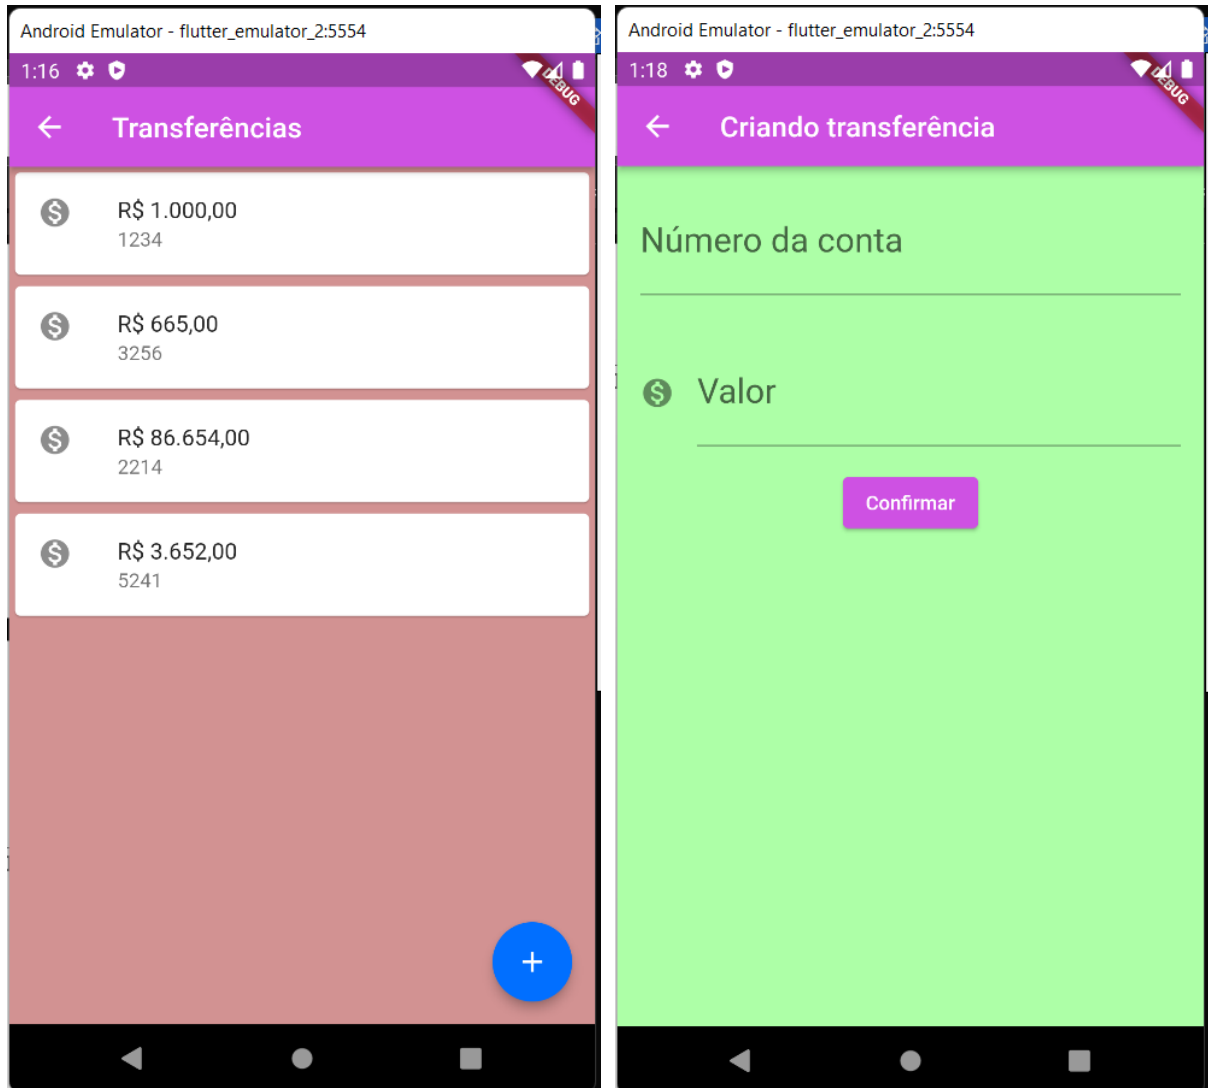 Android Emulator - flutter_emulator_2:5554
1:16
DEBUG
Transferências
R$ 1.000,00
1234
R$ 665,00
3256
R$ 86.654,00
2214
R$ 3.652,00
5241
+
Android Emulator - flutter_emulator_2:5554
1:18
DEBUG
Criando transferência
Número da conta
Valor
Confirmar